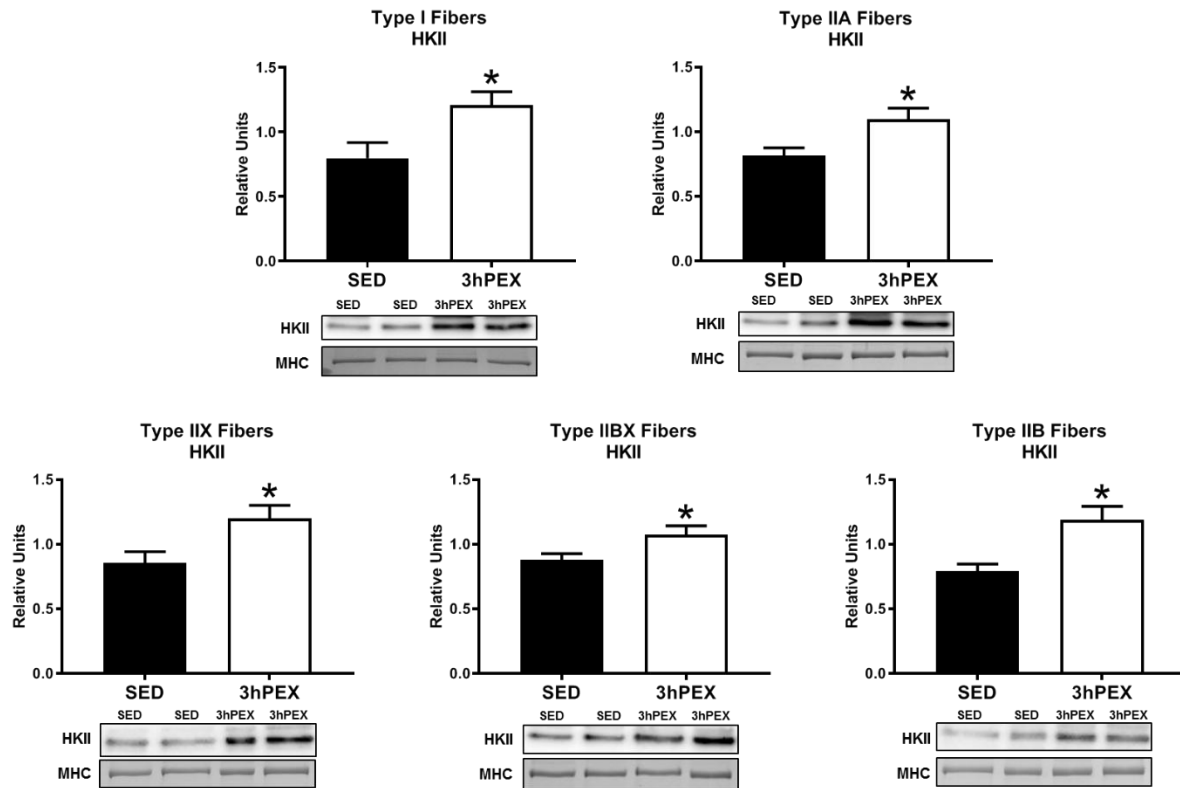 Type I Fibers
HKII
Relative Units
1.5
1.0
0.5
0.0
*
SED 3hPEX
SED SED 3hPEX 3hPEX
HKII
MHC
Type IIA Fibers
HKII
Relative Units
1.5
1.0
0.5
0.0
*
SED 3hPEX
SED SED 3hPEX 3hPEX
HKII
MHC
Type IIX Fibers
HKII
Relative Units
1.5
1.0
0.5
0.0
*
SED 3hPEX
SED SED 3hPEX 3hPEX
HKII
MHC
Type IIBX Fibers
HKII
Relative Units
1.5
1.0
0.5
0.0
*
SED 3hPEX
SED SED 3hPEX 3hPEX
HKII
MHC
Type IIB Fibers
HKII
Relative Units
1.5
1.0
0.5
0.0
*
SED 3hPEX
SED SED 3hPEX 3hPEX
HKII
MHC